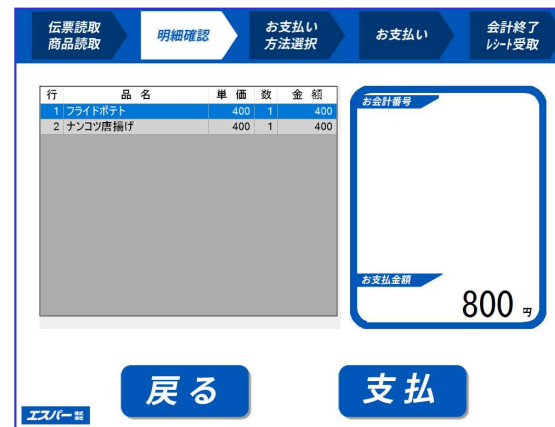 伝票読取
商品読取
明細確認
お支払い
方法選択
お支払い
会計終了
ﾚｼｰﾄ受取
行 品 名 単 価 数 金 額
1 フライドポテト 400 1 400
2 ナンコツ唐揚げ 400 1 400
お会計番号
お支払金額
800 円
戻る
支払
エスパー